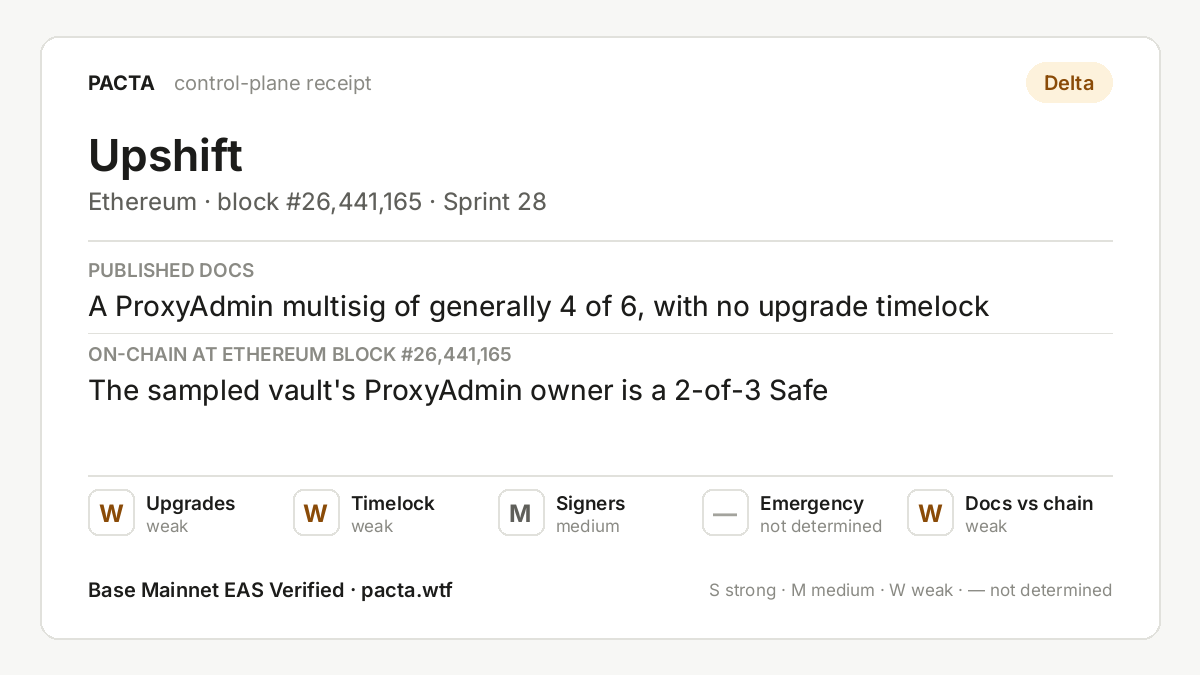 PACTA control-plane receipt Delta
Upshift
Ethereum · block #26,441,165 · Sprint 28
PUBLISHED DOCS
A ProxyAdmin multisig of generally 4 of 6, with no upgrade timelock
ON-CHAIN AT ETHEREUM BLOCK #26,441,165
The sampled vault's ProxyAdmin owner is a 2-of-3 Safe
W Upgrades weak
W Timelock weak
M Signers medium
— Emergency not determined
W Docs vs chain weak
Base Mainnet EAS Verified · pacta.wtf
S strong · M medium · W weak · — not determined